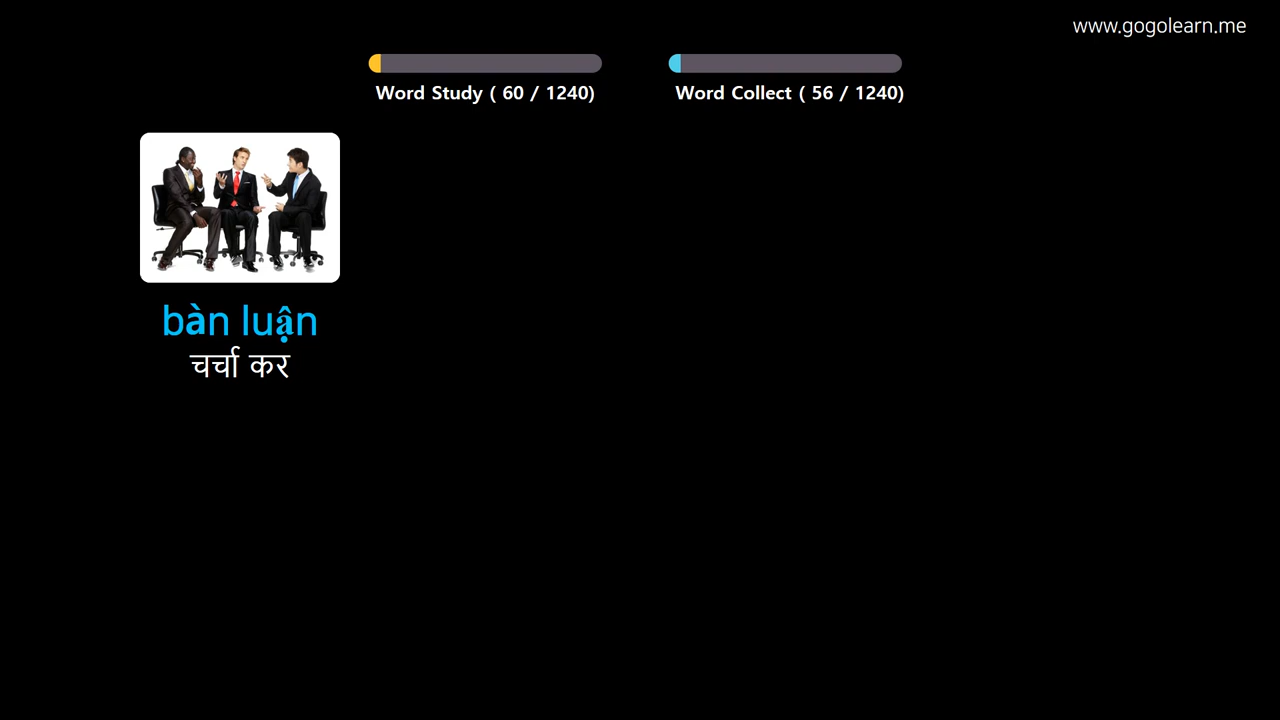 www.gogolearn.me
Word Study ( 60 / 1240)
Word Collect ( 56 / 1240)
bàn luận
चर्चा कर